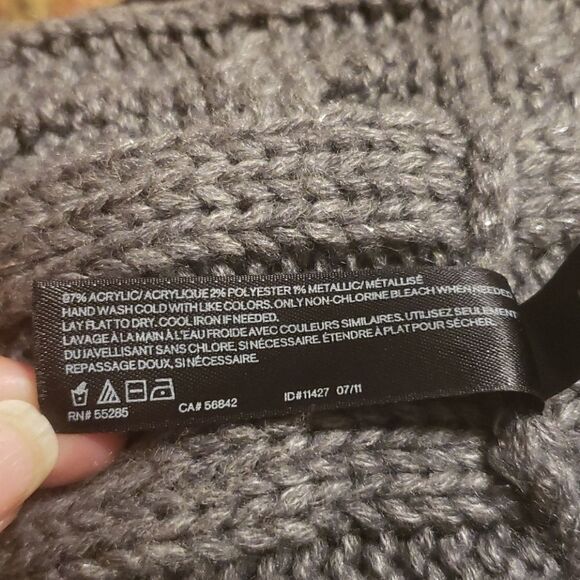 97% ACRYLIC/ ACRYLIQUE 2% POLYESTER 1% METALLIC/ MÉTALLISÉ
HAND WASH COLD WITH LIKE COLORS. ONLY NON-CHLORINE BLEACH WHEN NEEDED.
LAY FLAT TO DRY. COOL IRON IF NEEDED.
LAVAGE À LA MAIN À L'EAU FROIDE AVEC COULEURS SIMILAIRES. UTILIZ SEULEMENT
DU JAVELLISANT SANS CHLORE, SI NÉCESSAIRE. ÉTENDRE À PLAT POUR SÉCHER.
REPASSAGE DOUX, SI NÉCESSAIRE.
RN# 55285 CA# 56842 ID#11427 07/11